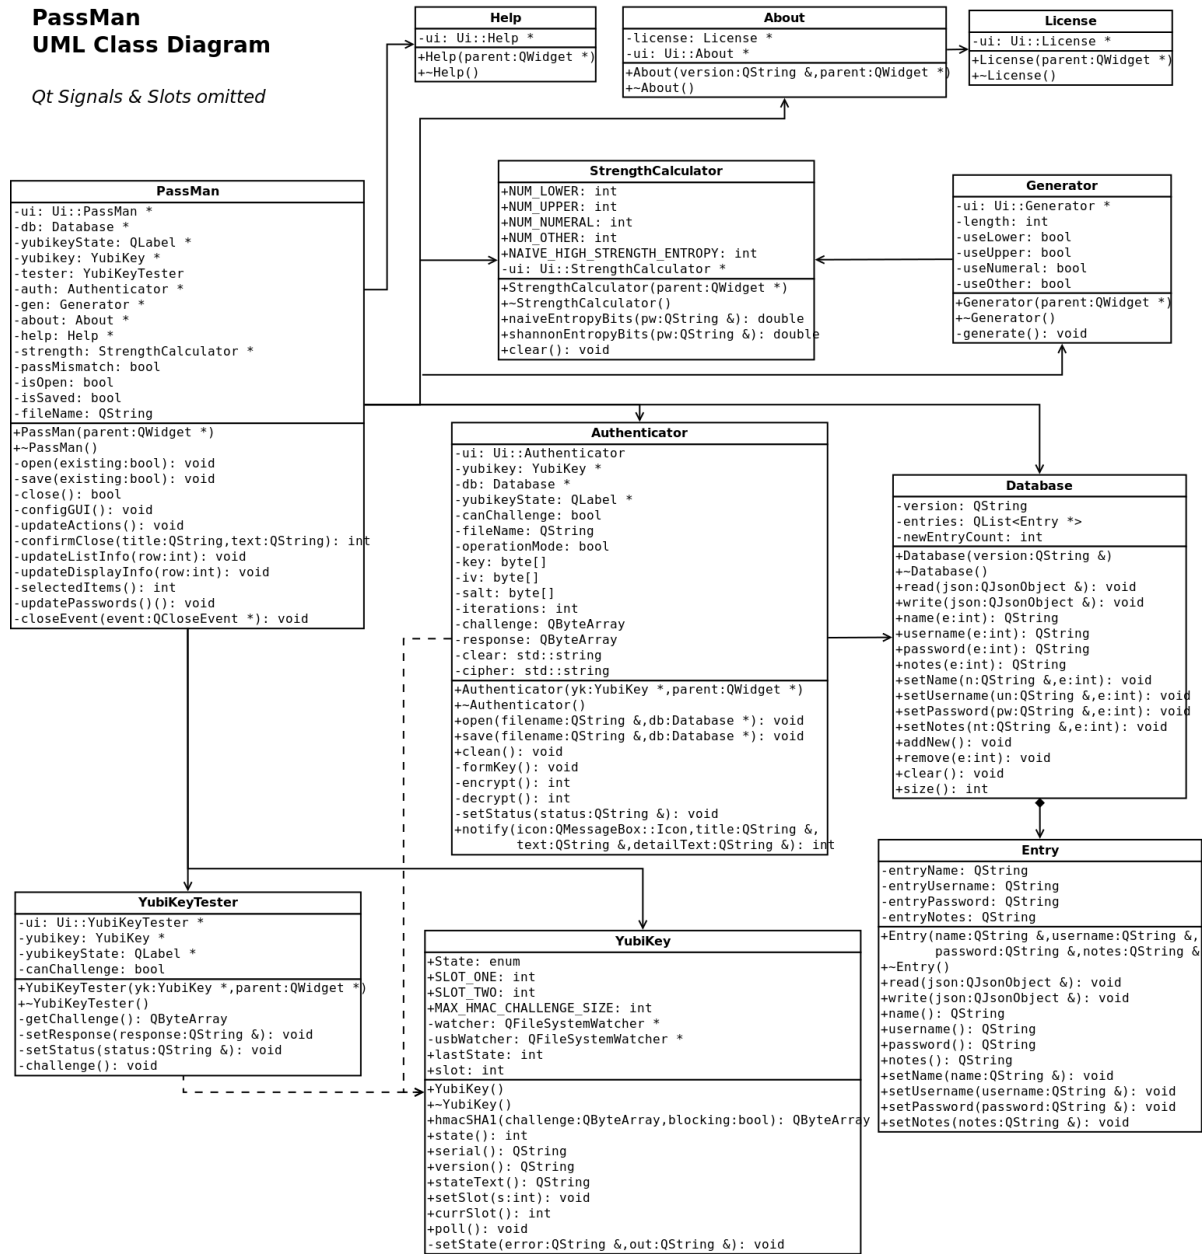 PassMan
UML Class Diagram
Qt Signals & Slots omitted
Help
-ui: Ui::Help *
+Help(parent:QWidget *)
+~Help()
About
-license: License *
-ui: Ui::About *
+About(version:QString &,parent:QWidget *)
+~About()
License
-ui: Ui::License *
+License(parent:QWidget *)
+~License()
PassMan
-ui: Ui::PassMan *
-db: Database *
-yubikeyState: QLabel *
-yubikey: YubiKey *
-tester: YubiKeyTester
-auth: Authenticator *
-gen: Generator *
-about: About *
-help: Help *
-strength: StrengthCalculator *
-passMismatch: bool
-isOpen: bool
-isSaved: bool
-fileName: QString
+PassMan(parent:QWidget *)
+~PassMan()
-open(existing:bool): void
-save(existing:bool): void
-close(): bool
-configGUI(): void
-updateActions(): void
-confirmClose(title:QString,text:QString): int
-updateListInfo(row:int): void
-updateDisplayInfo(row:int): void
-selectedItems(): int
-updatePasswords()(): void
-closeEvent(event:QCloseEvent *): void
StrengthCalculator
+NUM_LOWER: int
+NUM_UPPER: int
+NUM_NUMERAL: int
+NUM_OTHER: int
+NAIVE_HIGH_STRENGTH_ENTROPY: int
-ui: Ui::StrengthCalculator *
+StrengthCalculator(parent:QWidget *)
+~StrengthCalculator()
+naiveEntropyBits(pw:QString &): double
+shannonEntropyBits(pw:QString &): double
+clear(): void
Generator
-ui: Ui::Generator *
-length: int
-useLower: bool
-useUpper: bool
-useNumeral: bool
-useOther: bool
+Generator(parent:QWidget *)
+~Generator()
-generate(): void
Authenticator
-ui: Ui::Authenticator
-yubikey: YubiKey *
-db: Database *
-yubikeyState: QLabel *
-canChallenge: bool
-fileName: QString
-operationMode: bool
-key: byte[]
-iv: byte[]
-salt: byte[]
-iterations: int
-challenge: QByteArray
-response: QByteArray
-clear: std::string
-cipher: std::string
+Authenticator(yk:YubiKey *,parent:QWidget *)
+~Authenticator()
+open(filename:QString &,db:Database *): void
+save(filename:QString &,db:Database *): void
+clean(): void
-formKey(): void
-encrypt(): int
-decrypt(): int
-setStatus(status:QString &): void
+notify(icon:QMessageBox::Icon,title:QString &,
text:QString &,detailText:QString &): int
Database
-version: QString
-entries: QList<Entry *>
-newEntryCount: int
+Database(version:QString &)
+~Database()
+read(json:QJsonObject &): void
+write(json:QJsonObject &): void
+name(e:int): QString
+username(e:int): QString
+password(e:int): QString
+notes(e:int): QString
+setName(n:QString &,e:int): void
+setUsername(un:QString &,e:int): void
+setPassword(pw:QString &,e:int): void
+setNotes(nt:QString &,e:int): void
+addNew(): void
+remove(e:int): void
+clear(): void
+size(): int
Entry
-entryName: QString
-entryUsername: QString
-entryPassword: QString
-entryNotes: QString
+Entry(name:QString &,username:QString &,
password:QString &,notes:QString &
+~Entry()
+read(json:QJsonObject &): void
+write(json:QJsonObject &): void
+name(): QString
+username(): QString
+password(): QString
+notes(): QString
+setName(name:QString &): void
+setUsername(username:QString &): void
+setPassword(password:QString &): void
+setNotes(notes:QString &): void
YubiKeyTester
-ui: Ui::YubiKeyTester *
-yubikey: YubiKey *
-yubikeyState: QLabel *
-canChallenge: bool
+YubiKeyTester(yk:YubiKey *,parent:QWidget *)
+~YubiKeyTester()
-getChallenge(): QByteArray
-setResponse(response:QString &): void
-setStatus(status:QString &): void
-challenge(): void
YubiKey
+State: enum
+SLOT_ONE: int
+SLOT_TWO: int
+MAX_HMAC_CHALLENGE_SIZE: int
-watcher: QFileSystemWatcher *
-usbWatcher: QFileSystemWatcher *
+lastState: int
+slot: int
+YubiKey()
+~YubiKey()
+hmacSHA1(challenge:QByteArray,blocking:bool): QByteArray
+state(): int
+serial(): QString
+version(): QString
+stateText(): QString
+setSlot(s:int): void
+currSlot(): int
+poll(): void
-setState(error:QString &,out:QString &): void